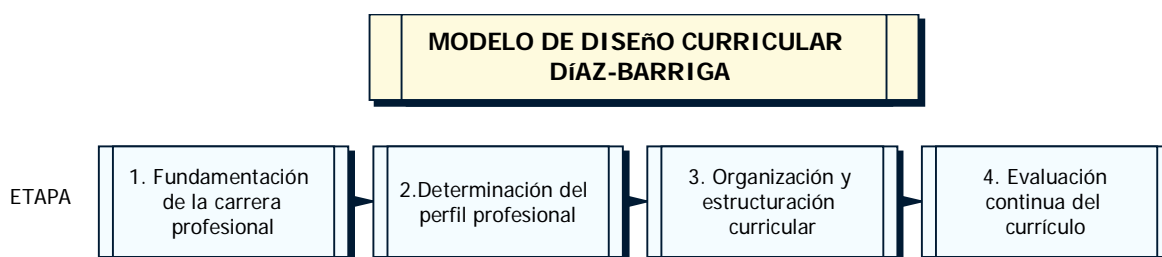 MODELO DE DISEñO CURRICULAR
DíAZ-BARRIGA
ETAPA
1. Fundamentación
de la carrera
profesional
2.Determinación del
perfil profesional
3. Organización y
estructuración
curricular
4. Evaluación
continua del
currículo